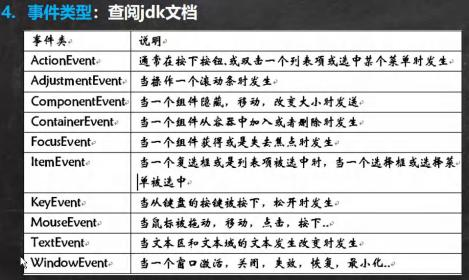 4. 事件类型：查阅jdk文档
事件类 说明
ActionEvent 通常在按下按钮,或双击一个列表项或选中某个菜单时发生
AdjustmentEvent 当操作一个滚动条时发生
ComponentEvent 当一个组件隐藏，移动，改变大小时发送
ContainerEvent 当一个组件从容器中加入或者删除时发生
FocusEvent 当一个组件获得或是失去焦点时发生
ItemEvent 当一个复选框或是列表项被选中时，当一个选择框或选择菜
单被选中
KeyEvent 当从键盘的按键被按下，松开时发生
MouseEvent 当鼠标被拖动，移动，点击，按下..
TextEvent 当文本区和文本域的文本发生改变时发生
WindowEvent 当一个窗口激活，关闭，失效，恢复，最小化..